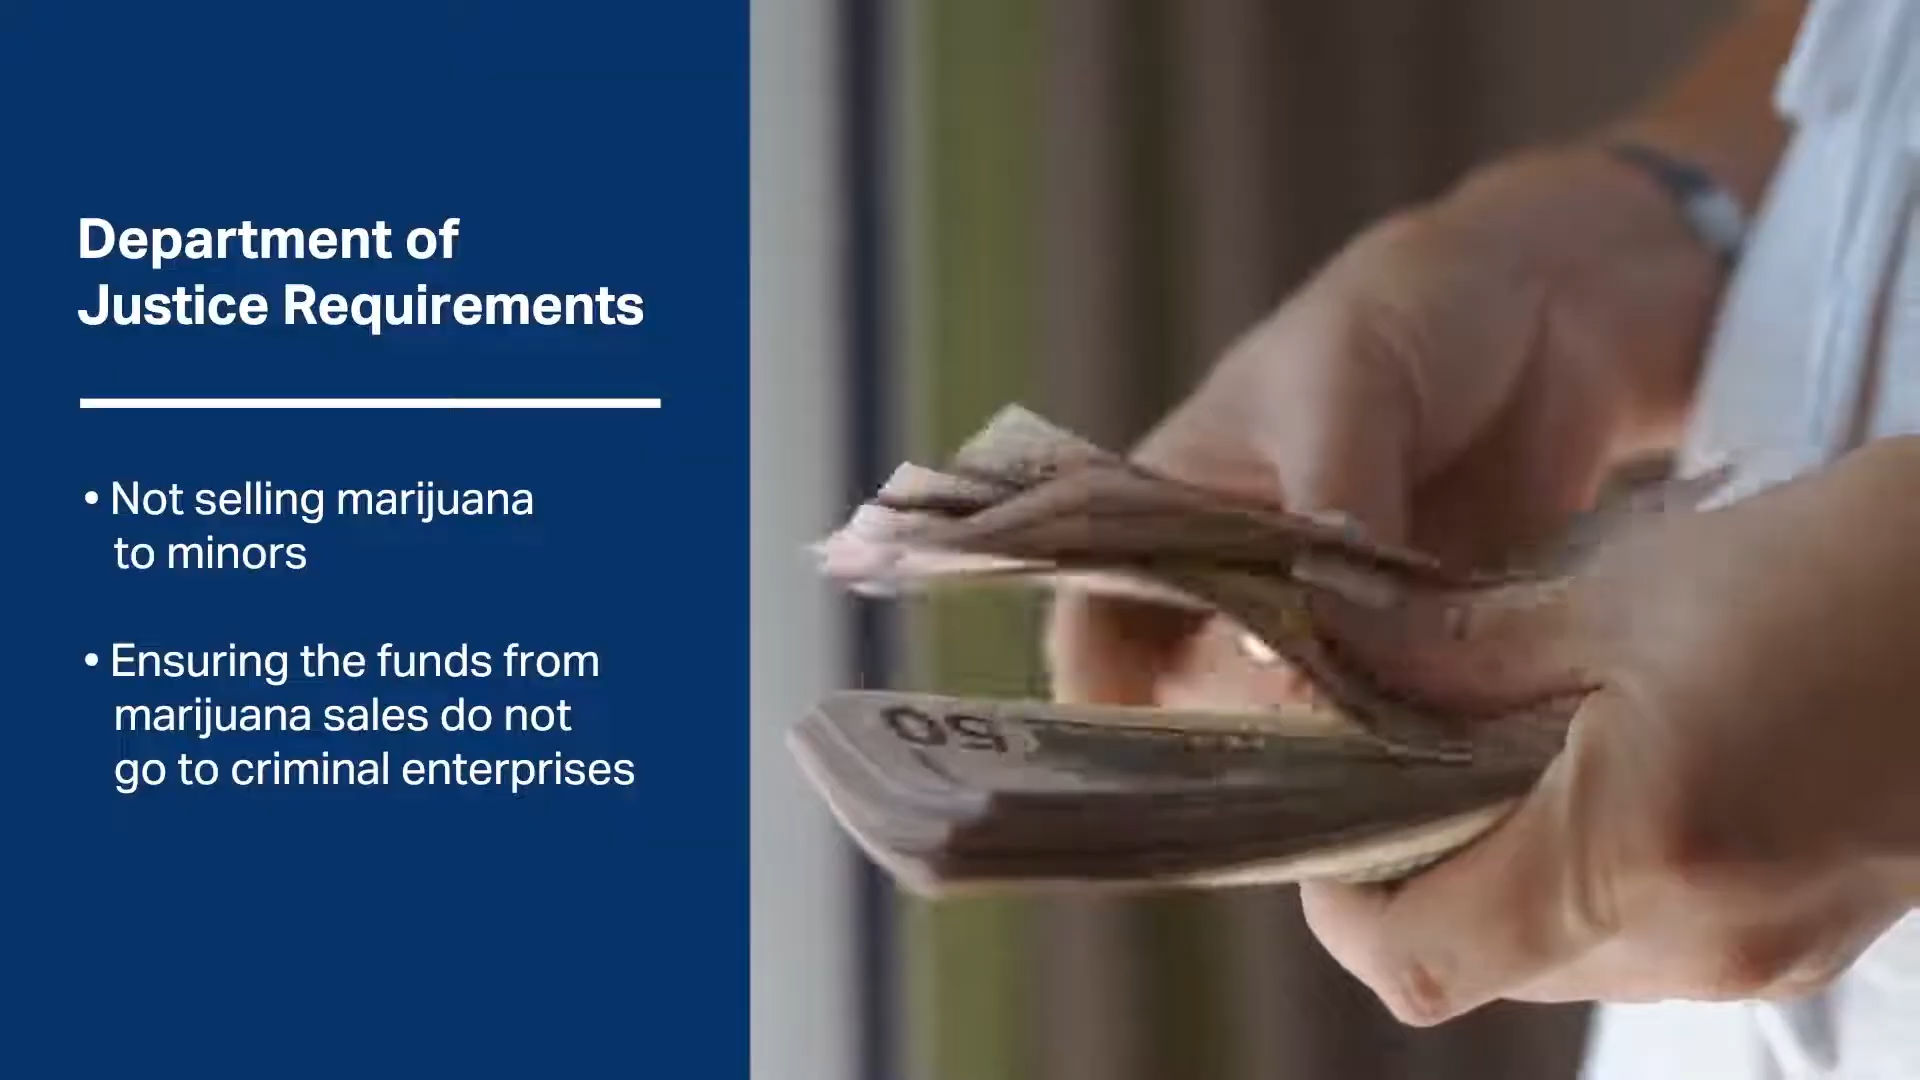 Department of
Justice Requirements
• Not selling marijuana
to minors
• Ensuring the funds from
marijuana sales do not
go to criminal enterprises
50